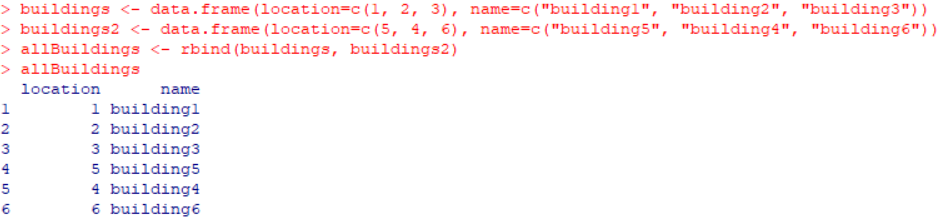 > buildings <- data.frame(location=c(1, 2, 3), name=c("building1", "building2", "building3"))
> buildings2 <- data.frame(location=c(5, 4, 6), name=c("building5", "building4", "building6"))
> allBuildings <- rbind(buildings, buildings2)
> allBuildings
  location      name
1        1 building1
2        2 building2
3        3 building3
4        5 building5
5        4 building4
6        6 building6